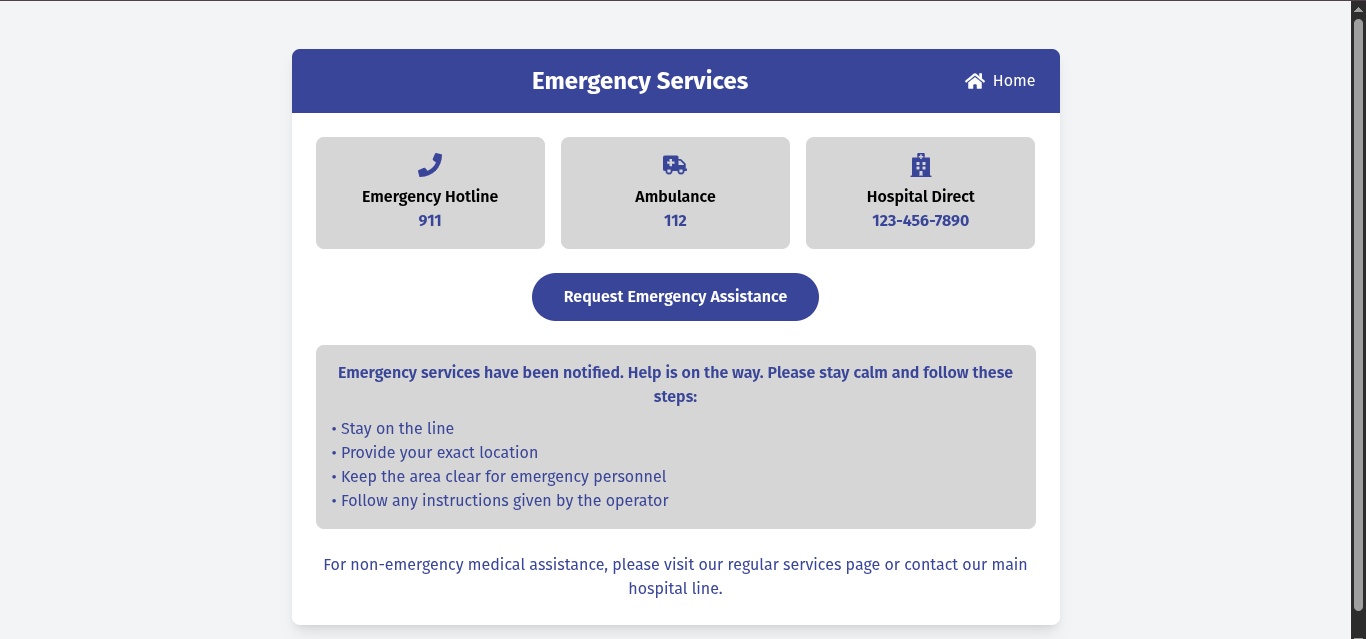 Emergency Services
Home
Emergency Hotline
911
Ambulance
112
Hospital Direct
123-456-7890
Request Emergency Assistance
Emergency services have been notified. Help is on the way. Please stay calm and follow these
steps:
• Stay on the line
• Provide your exact location
• Keep the area clear for emergency personnel
• Follow any instructions given by the operator
For non-emergency medical assistance, please visit our regular services page or contact our main
hospital line.